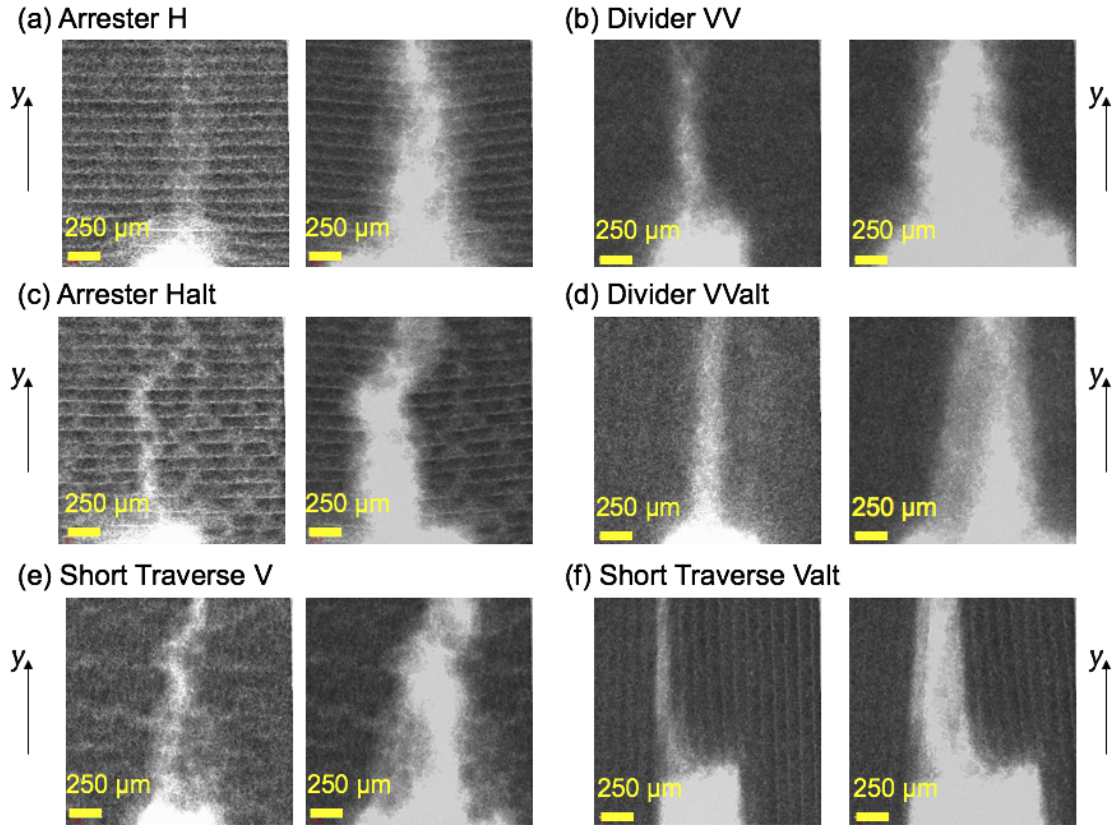 (a) Arrester H
(b) Divider VV
y
250 μm
250 μm
250 μm
250 μm
y
(c) Arrester Halt
(d) Divider VValt
y
250 μm
250 μm
250 μm
250 μm
y
(e) Short Traverse V
(f) Short Traverse Valt
y
250 μm
250 μm
250 μm
250 μm
y